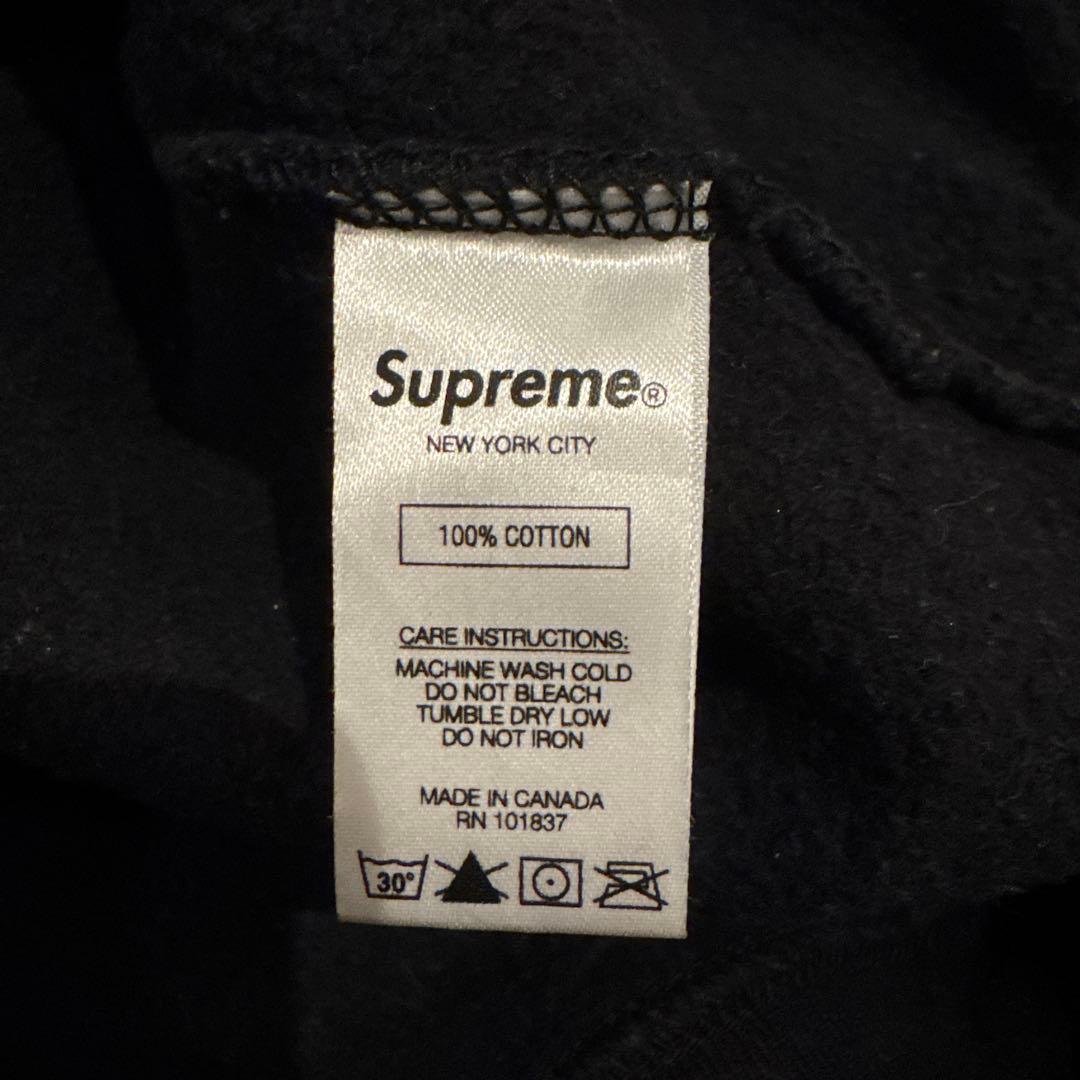 Supreme®
NEW YORK CITY
100% COTTON
CARE INSTRUCTIONS:
MACHINE WASH COLD
DO NOT BLEACH
TUMBLE DRY LOW
DO NOT IRON
MADE IN CANADA
RN 101837
30°